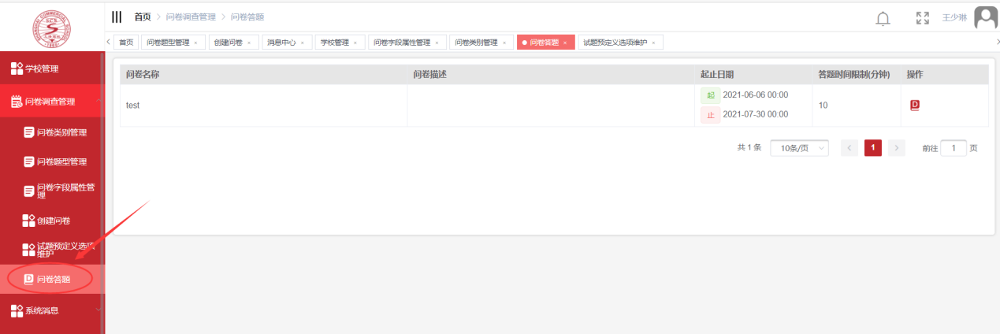 SHANGHAI COMMERCIAL SCHOOL
SCS
首页 > 问卷调查管理 > 问卷答题
王少琳
首页 问卷题型管理 × 创建问卷 × 消息中心 × 学校管理 × 问卷字段属性管理 × 问卷类别管理 × 问卷答题 × 试题预定义选项维护 ×
学校管理
问卷调查管理
问卷类别管理
问卷题型管理
问卷字段属性管
理
创建问卷
试题预定义选项
维护
问卷答题
系统消息
问卷名称 问卷描述 起止日期 答题时间限制(分钟) 操作
test 起 2021-06-06 00:00 10
止 2021-07-30 00:00
共 1 条 10条/页 < 1 > 前往 1 页